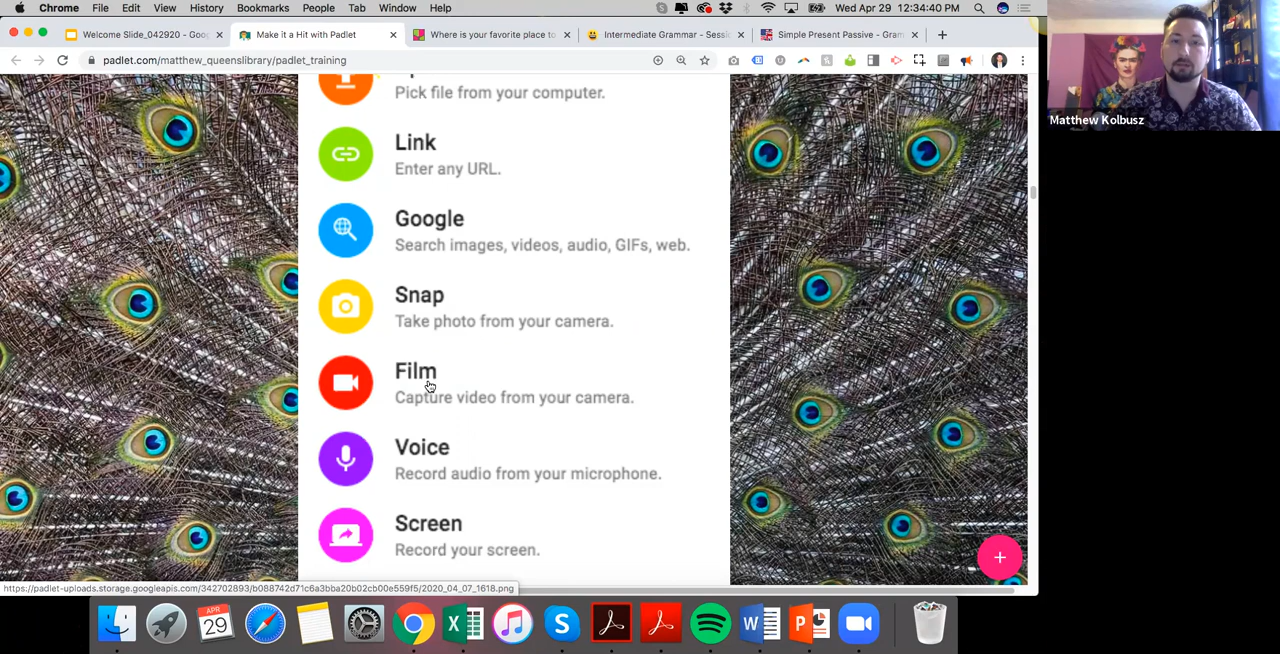 Chrome File Edit View History Bookmarks People Tab Window Help
Wed Apr 29 12:34:40 PM
Welcome Slide_042920 - Goo
Make it a Hit with Padlet
Where is your favorite place to
Intermediate Grammar - Sessi
Simple Present Passive - Gram
padlet.com/matthew_queenslibrary/padlet_training
Matthew Kolbusz
Pick file from your computer.
Link
Enter any URL.
Google
Search images, videos, audio, GIFs, web.
Snap
Take photo from your camera.
Film
Capture video from your camera.
Voice
Record audio from your microphone.
Screen
Record your screen.
+
https://padlet-uploads.storage.googleapis.com/342702893/b088742d71c6a3bba20b02cb00e559f5/2020_04_07_1618.png
APR
29
X
S
W
P